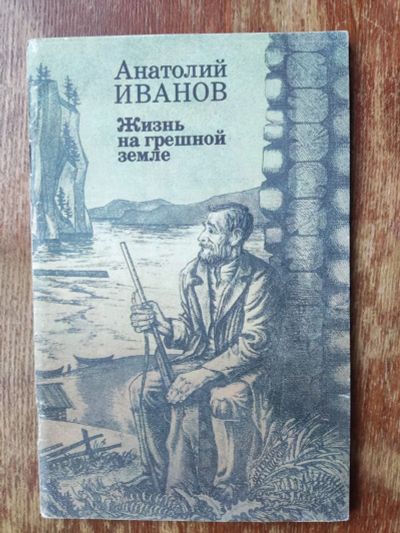 Анатолий
ИВАНОВ
Жизнь
на грешной
земле